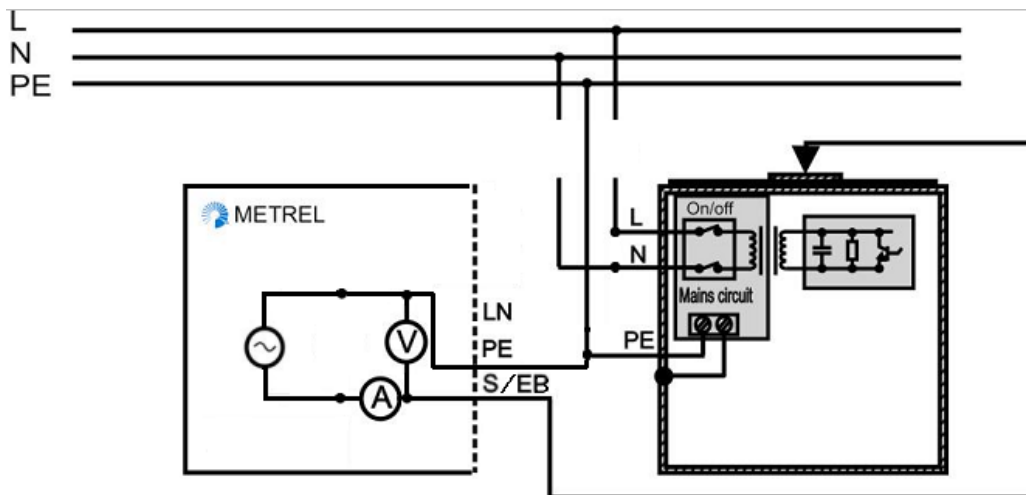 L
N
PE
METREL
On/off
L
N
Mains circuit
LN
PE
PE
S/EB
V
A